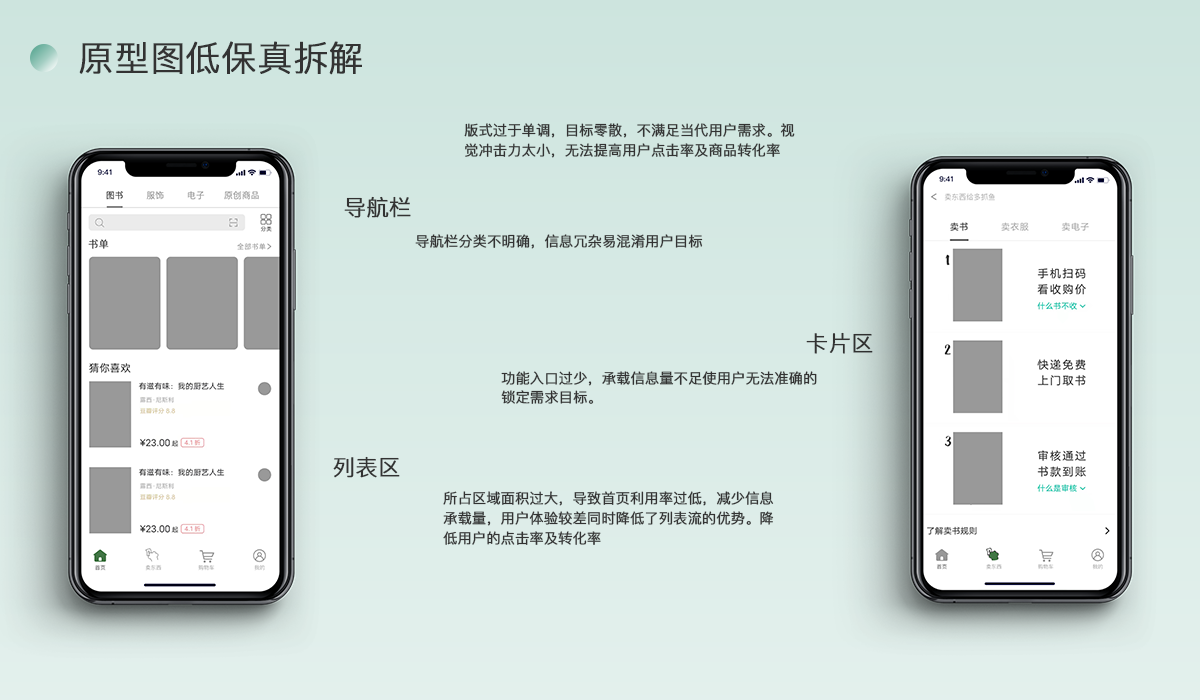 原型图低保真拆解
版式过于单调，目标零散，不满足当代用户需求。视
觉冲击力太小，无法提高用户点击率及商品转化率
导航栏
导航栏分类不明确，信息冗杂易混淆用户目标
卡片区
功能入口过少，承载信息量不足使用户无法准确的
锁定需求目标。
列表区
所占区域面积过大，导致首页利用率过低，减少信息
承载量，用户体验较差同时降低了列表流的优势。降
低用户的点击率及转化率
9:41
图书 服饰 电子 原创商品
分类
书单 全部书单>
猜你喜欢
有滋有味：我的厨艺人生
露西·尼斯利
豆瓣评分 6.8
¥23.00 起 4.1折
有滋有味：我的厨艺人生
露西·尼斯利
豆瓣评分 6.8
¥23.00 起 4.1折
首页 卖东西 购物车 我的
9:41
< 卖东西给多抓鱼
卖书 卖衣服 卖电子
1
手机扫码
看收购价
什么书不收
2
快递免费
上门取书
3
审核通过
书款到账
什么是审核
了解卖书规则 >
首页 卖东西 购物车 我的